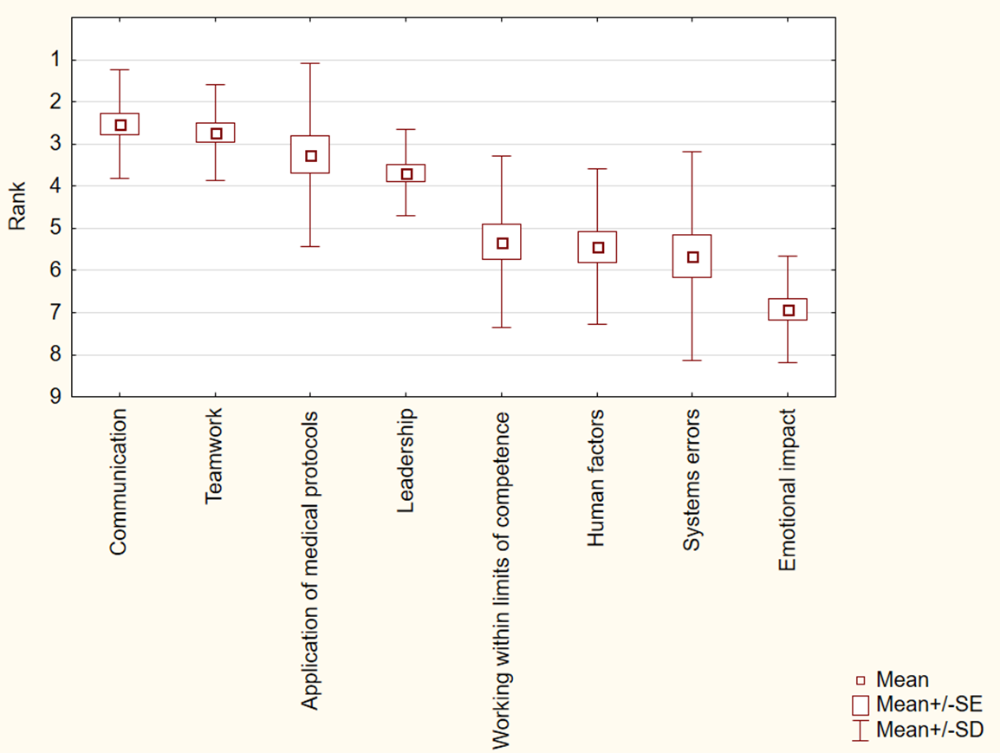 Rank
1
2
3
4
5
6
7
8
9
Communication
Teamwork
Application of medical protocols
Leadership
Working within limits of competence
Human factors
Systems errors
Emotional impact
Mean
Mean+/-SE
Mean+/-SD